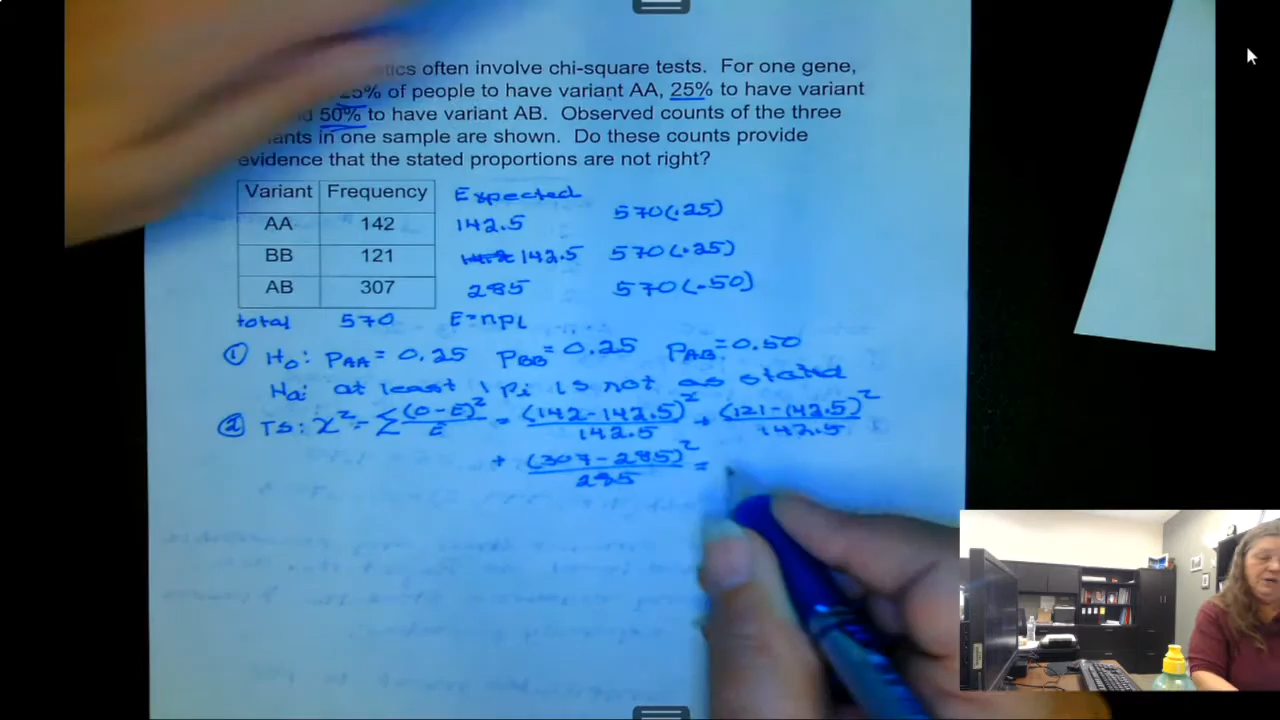 tics often involve chi-square tests. For one gene,
25% of people to have variant AA, 25% to have variant
50% to have variant AB. Observed counts of the three
in one sample are shown. Do these counts provide
evidence that the stated proportions are not right?
Variant Frequency Expected
AA 142 142.5 570(.25)
BB 121 142.5 570(.25)
AB 307 285 570(.50)
total 570 E=npi
① Ho: PAA = 0.25 PBB = 0.25 PAB = 0.50
Ha: at least 1 Pi is not as stated
② TS: X² = Σ (O-E)²/E = (142-142.5)²/142.5 + (121-142.5)²/142.5
+ (307-285)²/285 =